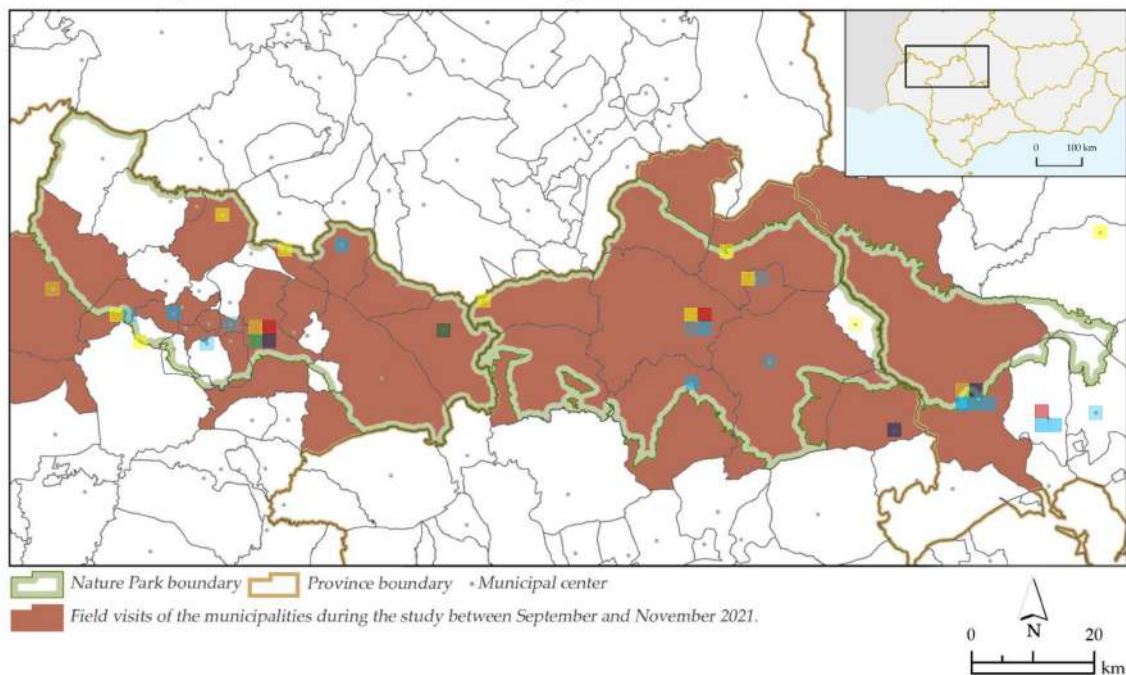 0 100 km
Nature Park boundary Province boundary Municipal center
Field visits of the municipalities during the study between September and November 2021.
N
0 20
km